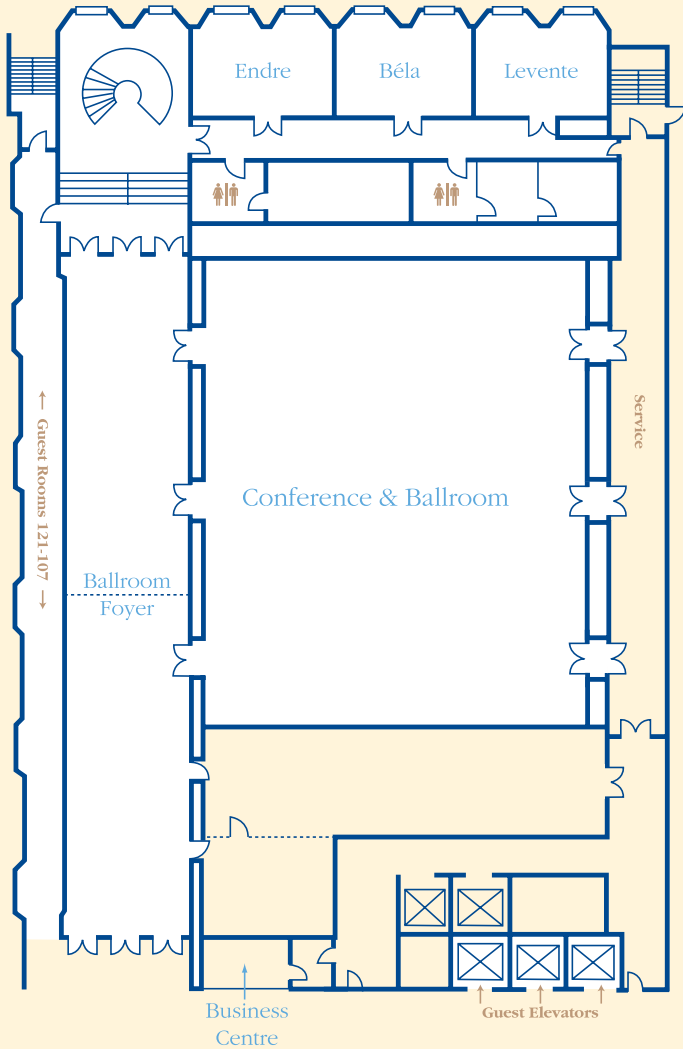 Endre
Béla
Levente
Service
← Guest Rooms 121-107 →
Conference & Ballroom
Ballroom
Foyer
Business
Centre
Guest Elevators